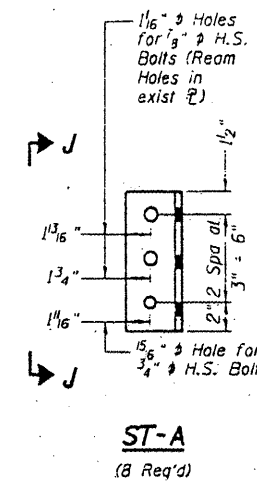 1 1/16" ϕ Holes
for 7/8" ϕ H.S.
Bolts (Ream
Holes in
exist ℄)
J
1 1/2"
1 13/16"
1 3/4"
1 11/16"
2 Spa at
3" = 6"
2"
15/16" ϕ Hole for
3/4" ϕ H.S. Bolt
J
ST-A
(8 Req'd)